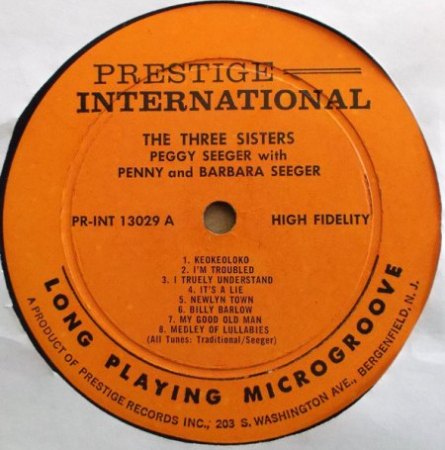 PRESTIGE
INTERNATIONAL
THE THREE SISTERS
PEGGY SEEGER with
PENNY and BARBARA SEEGER
PR-INT 13029 A HIGH FIDELITY
1. KEOKEOLOKO
2. I'M TROUBLED
3. I TRUELY UNDERSTAND
4. IT'S A LIE
5. NEWLYN TOWN
6. BILLY BARLOW
7. MY GOOD OLD MAN
8. MEDLEY OF LULLABIES
(All Tunes: Traditional/Seeger)
LONG PLAYING MICROGROOVE
A PRODUCT OF PRESTIGE RECORDS INC., 203 S. WASHINGTON AVE., BERGENFIELD, N. J.